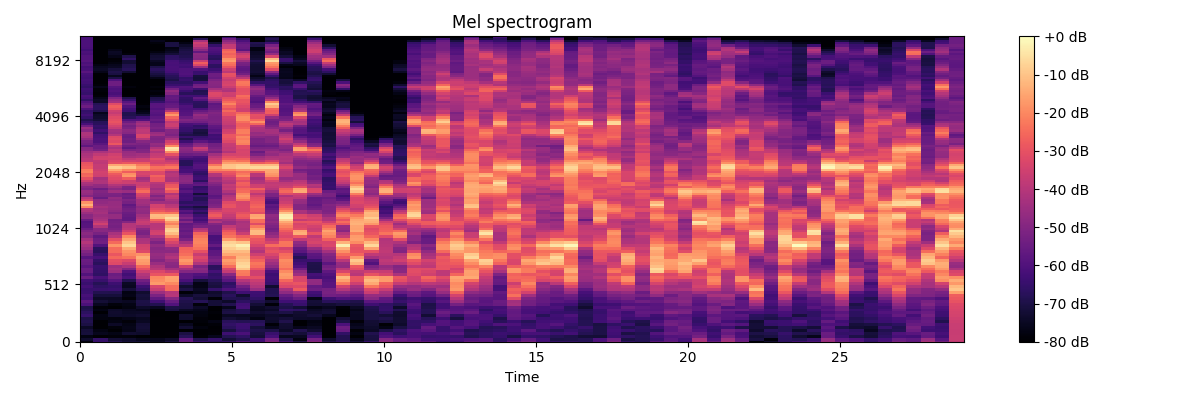 Mel spectrogram
8192
4096
2048
1024
512
0
Hz
0 5 10 15 20 25
Time
+0 dB
-10 dB
-20 dB
-30 dB
-40 dB
-50 dB
-60 dB
-70 dB
-80 dB